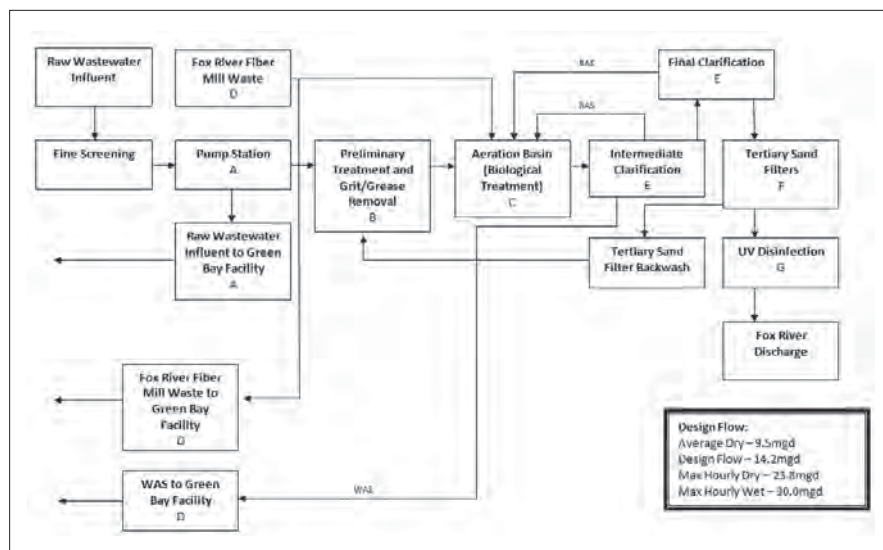 Raw Wastewater
Influent
Fox River Fiber
Mill Waste
D
Final Clarification
E
RAS
RAS
Fine Screening
Pump Station
A
Preliminary
Treatment and
Grit/Grease
Removal
B
Aeration Basin
(Biological
Treatment)
C
Intermediate
Clarification
E
Tertiary Sand
Filters
F
Raw Wastewater
Influent to Green
Bay Facility
A
Tertiary Sand
Filter Backwash
UV Disinfection
G
Fox River
Discharge
Fox River Fiber
Mill Waste to
Green Bay
Facility
D
WAS to Green
Bay Facility
D
WAS
Design Flow:
Average Dry – 9.5mgd
Design Flow – 14.2mgd
Max Hourly Dry – 23.8mgd
Max Hourly Wet – 30.0mgd